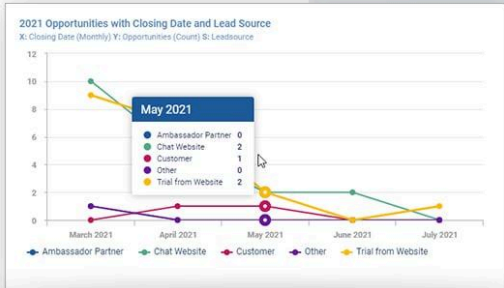 2021 Opportunities with Closing Date and Lead Source
X: Closing Date (Monthly) Y: Opportunities (Count) S: Leadsource
12
10
8
6
4
2
0
May 2021
Ambassador Partner 0
Chat Website 2
Customer 1
Other 0
Trial from Website 2
March 2021 April 2021 May 2021 June 2021 July 2021
Ambassador Partner Chat Website Customer Other Trial from Website